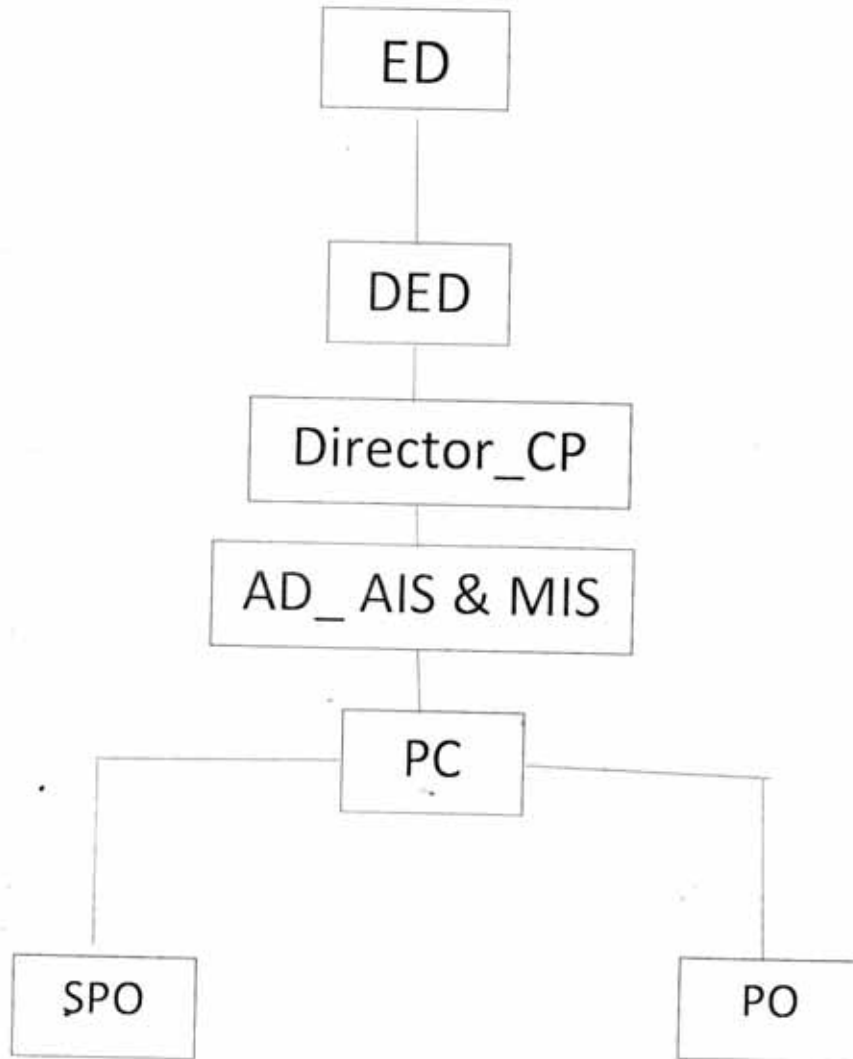 ED
DED
Director_CP
AD_ AIS & MIS
PC
SPO
PO